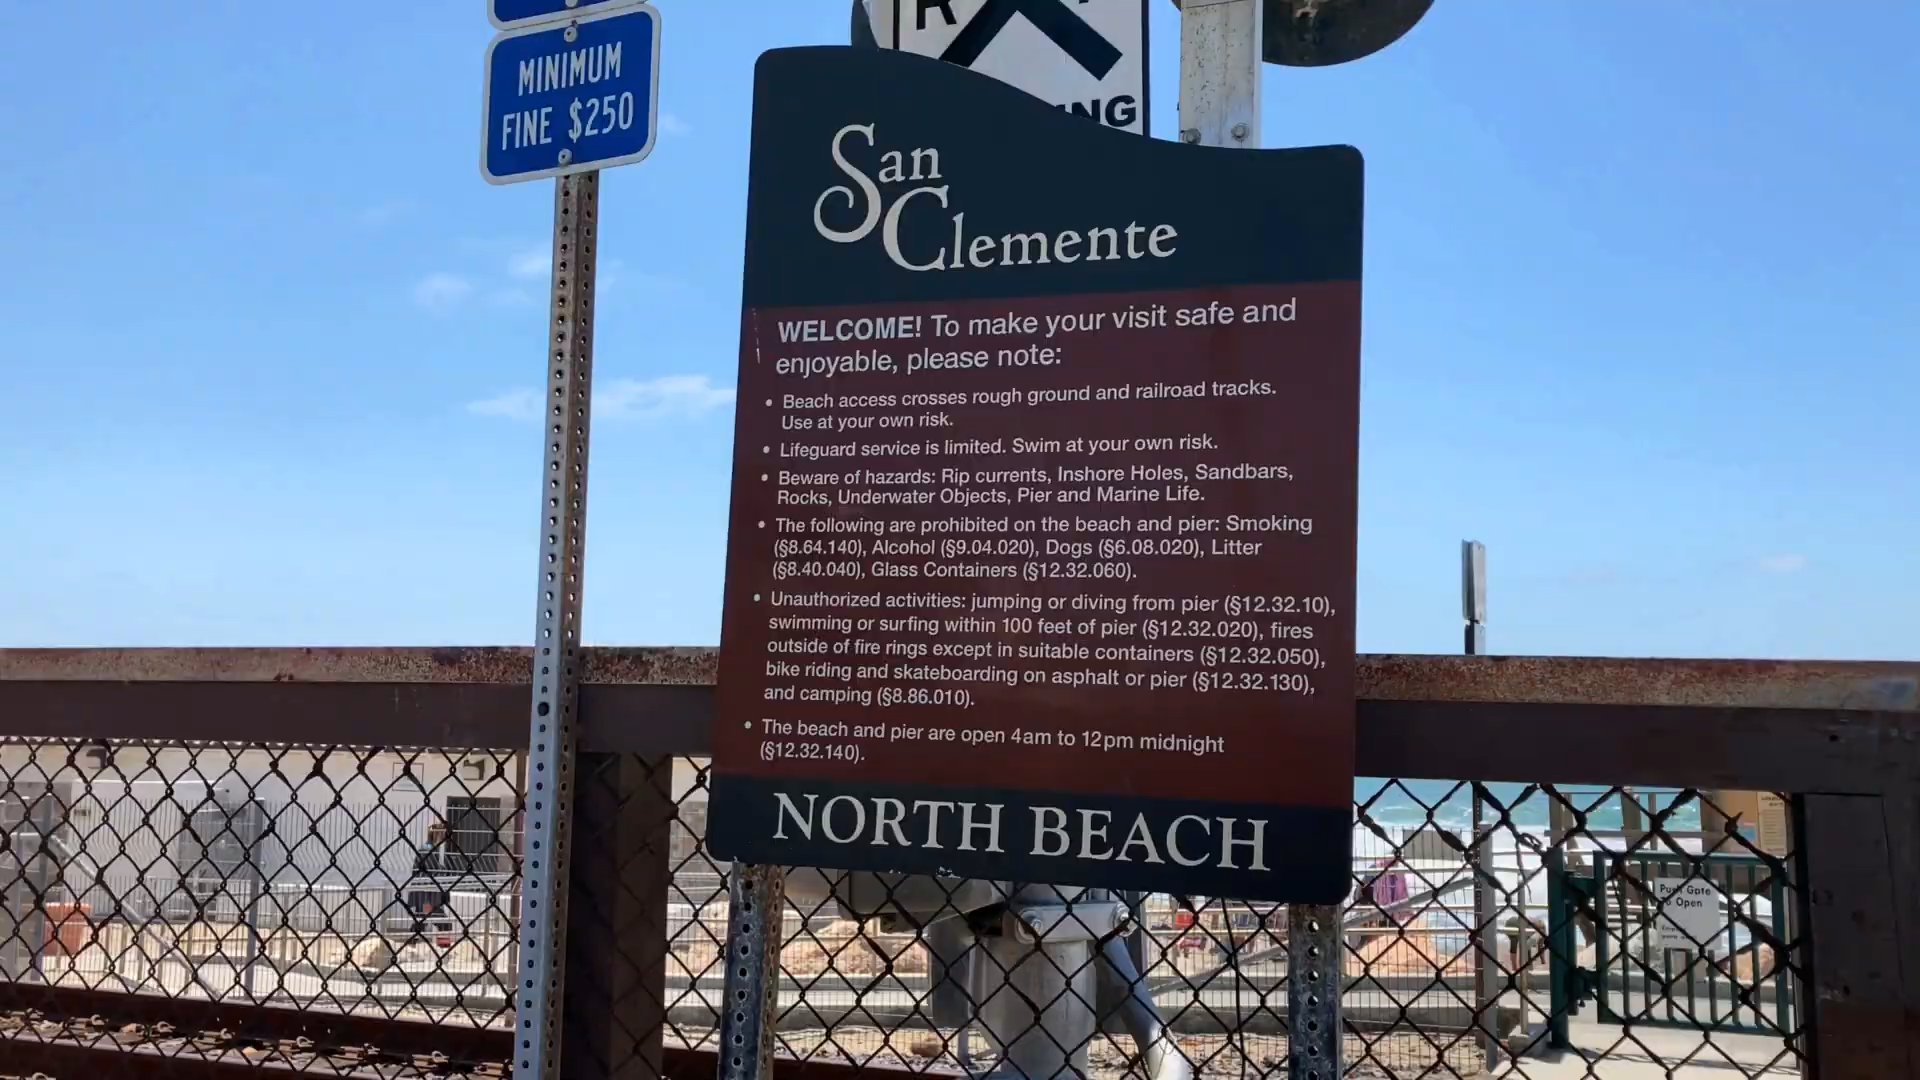 MINIMUM
FINE $250
R
NG
San
Clemente
WELCOME! To make your visit safe and
enjoyable, please note:
• Beach access crosses rough ground and railroad tracks.
Use at your own risk.
• Lifeguard service is limited. Swim at your own risk.
• Beware of hazards: Rip currents, Inshore Holes, Sandbars,
Rocks, Underwater Objects, Pier and Marine Life.
• The following are prohibited on the beach and pier: Smoking
(§8.64.140), Alcohol (§9.04.020), Dogs (§6.08.020), Litter
(§8.40.040), Glass Containers (§12.32.060).
• Unauthorized activities: jumping or diving from pier (§12.32.10),
swimming or surfing within 100 feet of pier (§12.32.020), fires
outside of fire rings except in suitable containers (§12.32.050),
bike riding and skateboarding on asphalt or pier (§12.32.130),
and camping (§8.86.010).
• The beach and pier are open 4am to 12pm midnight
(§12.32.140).
NORTH BEACH
Push Gate
To Open